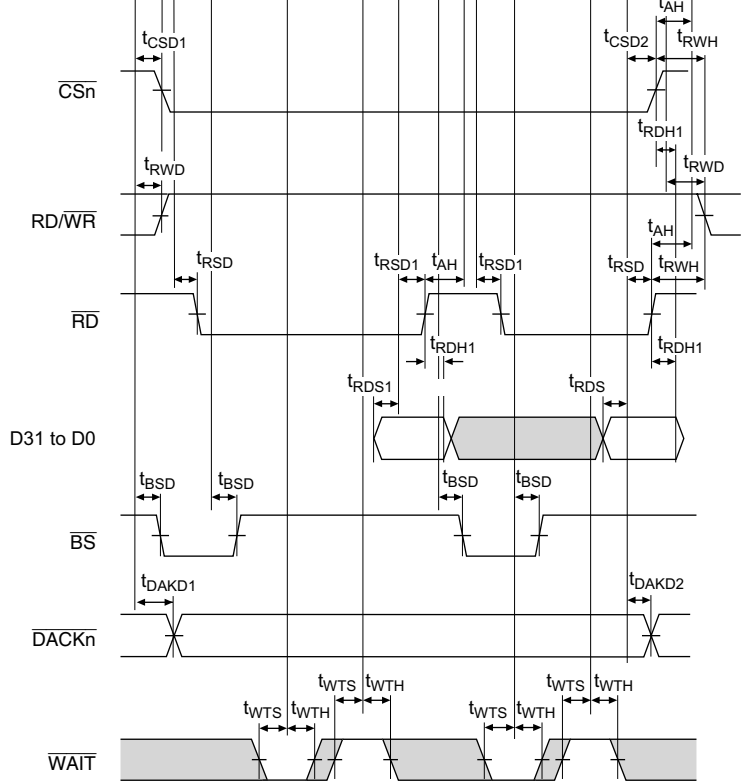 tAH
tCSD1 tCSD2 tRWH
CSn
tRDH1
tRWD tRWD
RD/WR
tAH
tRSD tRSD1 tAH tRSD1 tRSD tRWH
RD
tRDH1 tRDH1
tRDS1 tRDS
D31 to D0
tBSD tBSD tBSD tBSD
BS
tDAKD1 tDAKD2
DACKn
tWTS tWTH tWTS tWTH
tWTS tWTH tWTS tWTH
WAIT